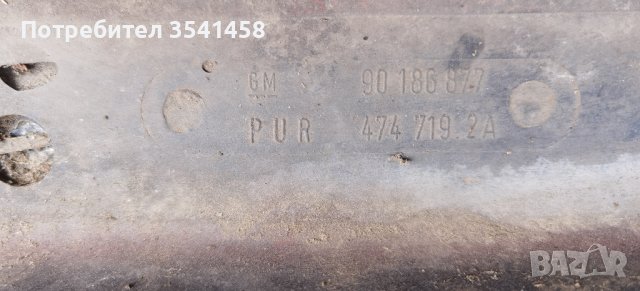 Потребител 3541458
GM 90 186 877
PUR 474 719.2A
BAZAR